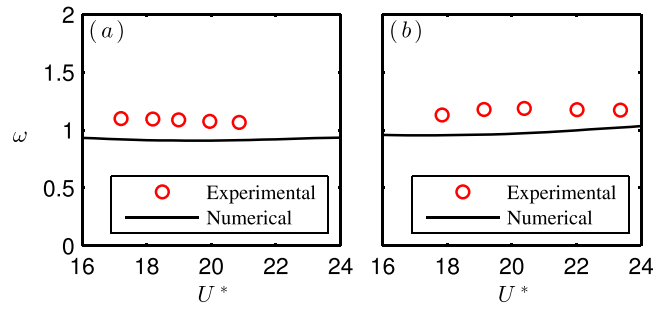 2
(a)
(b)
1.5
ω
1
0.5
Experimental
Numerical
Experimental
Numerical
0
16
18
20
22
24
16
18
20
22
24
U*
U*